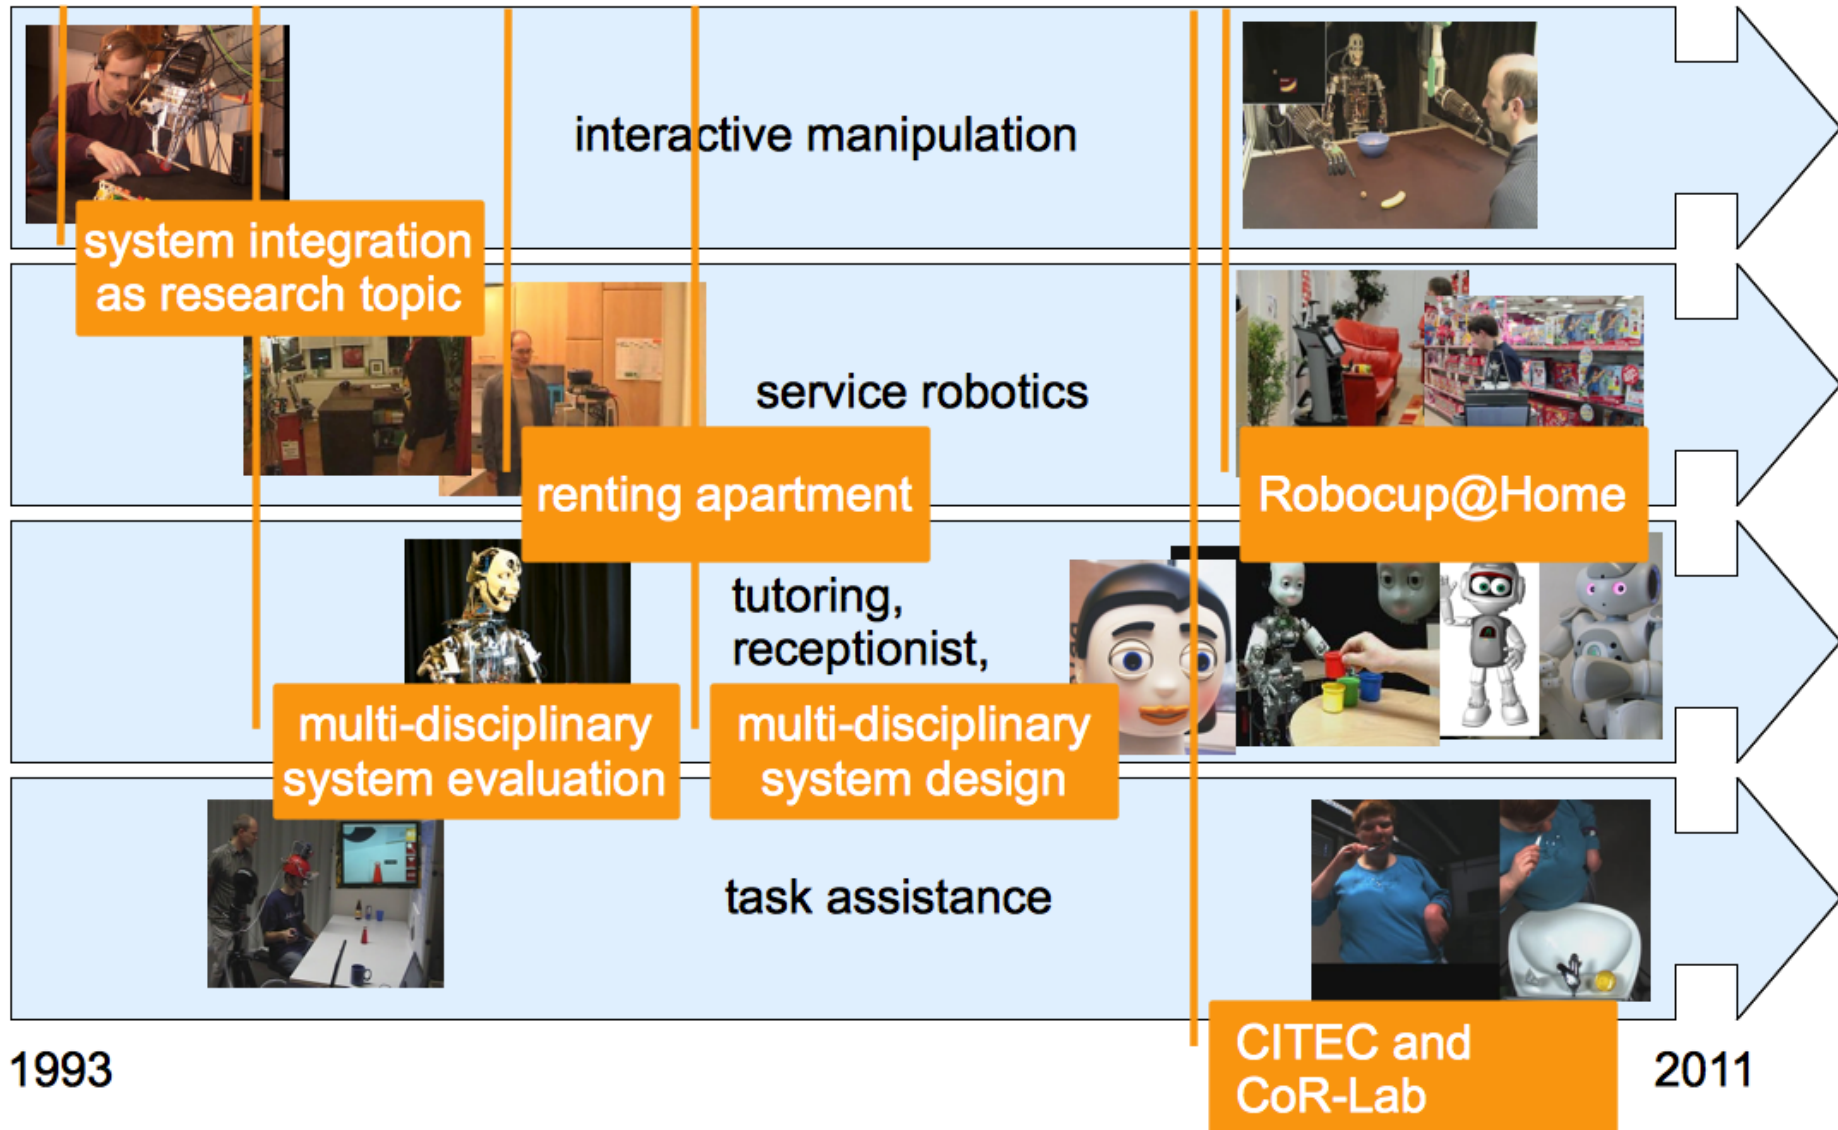 interactive manipulation
system integration
as research topic
service robotics
renting apartment
Robocup@Home
tutoring,
receptionist,
multi-disciplinary
system evaluation
multi-disciplinary
system design
task assistance
CITEC and
CoR-Lab
1993
2011